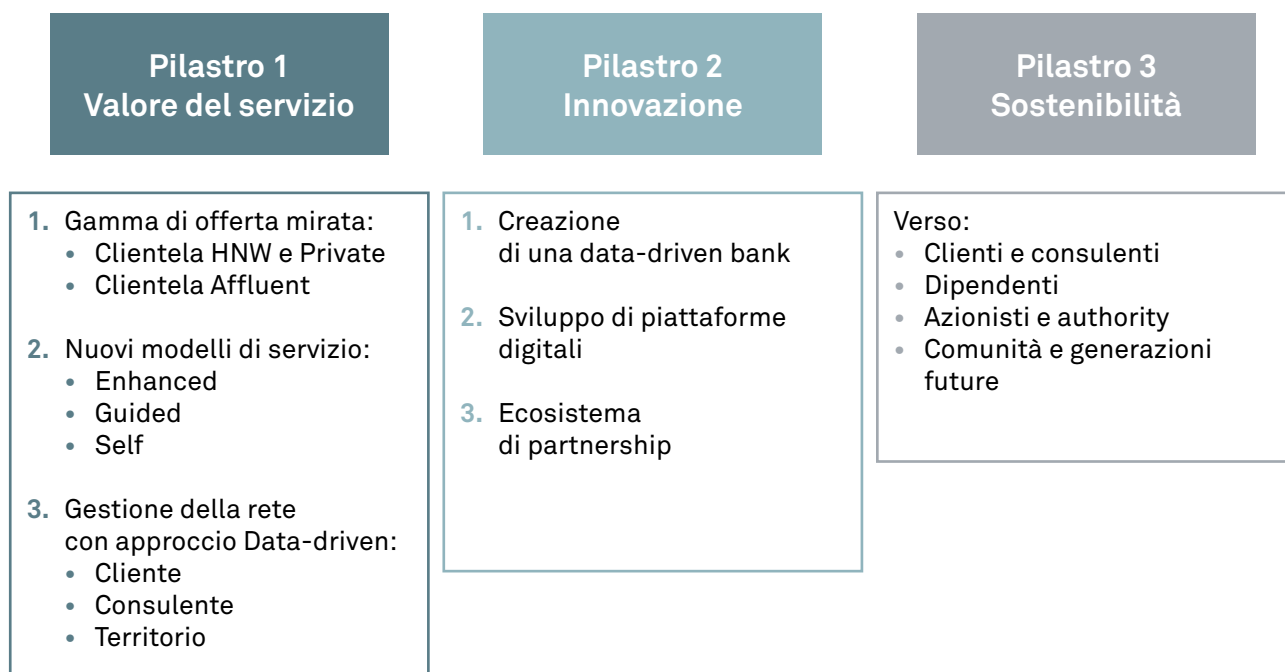 Pilastro 1
Valore del servizio
1. Gamma di offerta mirata:
• Clientela HNW e Private
• Clientela Affluent
2. Nuovi modelli di servizio:
• Enhanced
• Guided
• Self
3. Gestione della rete
con approccio Data-driven:
• Cliente
• Consulente
• Territorio
Pilastro 2
Innovazione
1. Creazione
di una data-driven bank
2. Sviluppo di piattaforme
digitali
3. Ecosistema
di partnership
Pilastro 3
Sostenibilità
Verso:
• Clienti e consulenti
• Dipendenti
• Azionisti e authority
• Comunità e generazioni
future